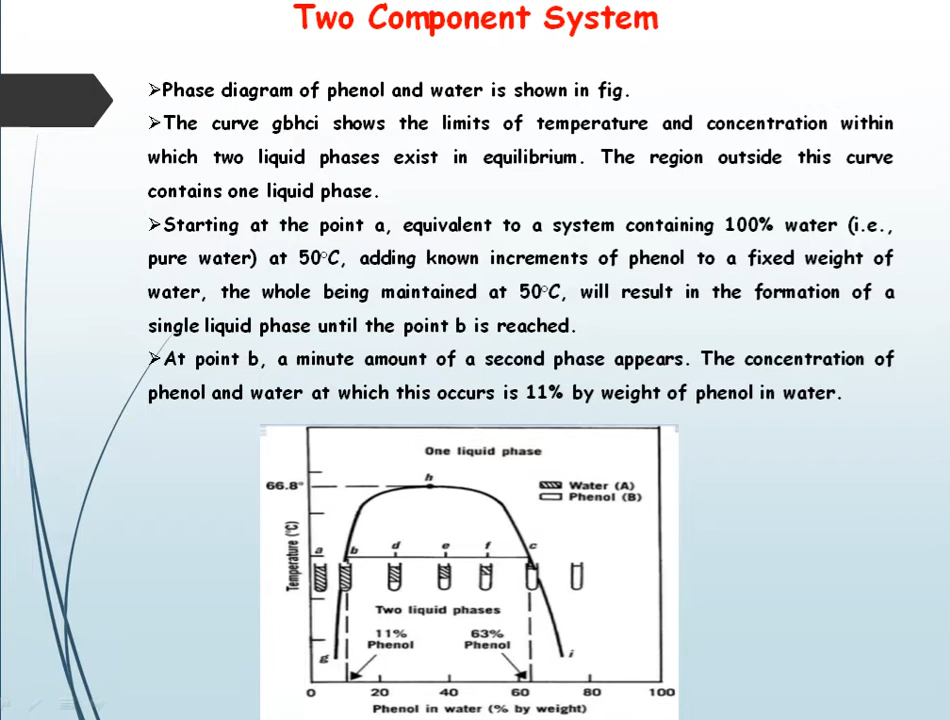 Two Component System
➢Phase diagram of phenol and water is shown in fig.
➢The curve gbhci shows the limits of temperature and concentration within
which two liquid phases exist in equilibrium. The region outside this curve
contains one liquid phase.
➢Starting at the point a, equivalent to a system containing 100% water (i.e.,
pure water) at 50°C, adding known increments of phenol to a fixed weight of
water, the whole being maintained at 50°C, will result in the formation of a
single liquid phase until the point b is reached.
➢At point b, a minute amount of a second phase appears. The concentration of
phenol and water at which this occurs is 11% by weight of phenol in water.
One liquid phase
h
66.8°
Water (A)
Phenol (B)
Temperature (°C)
a b d e f c
Two liquid phases
11% 63%
Phenol Phenol
g i
0 20 40 60 80 100
Phenol in water (% by weight)